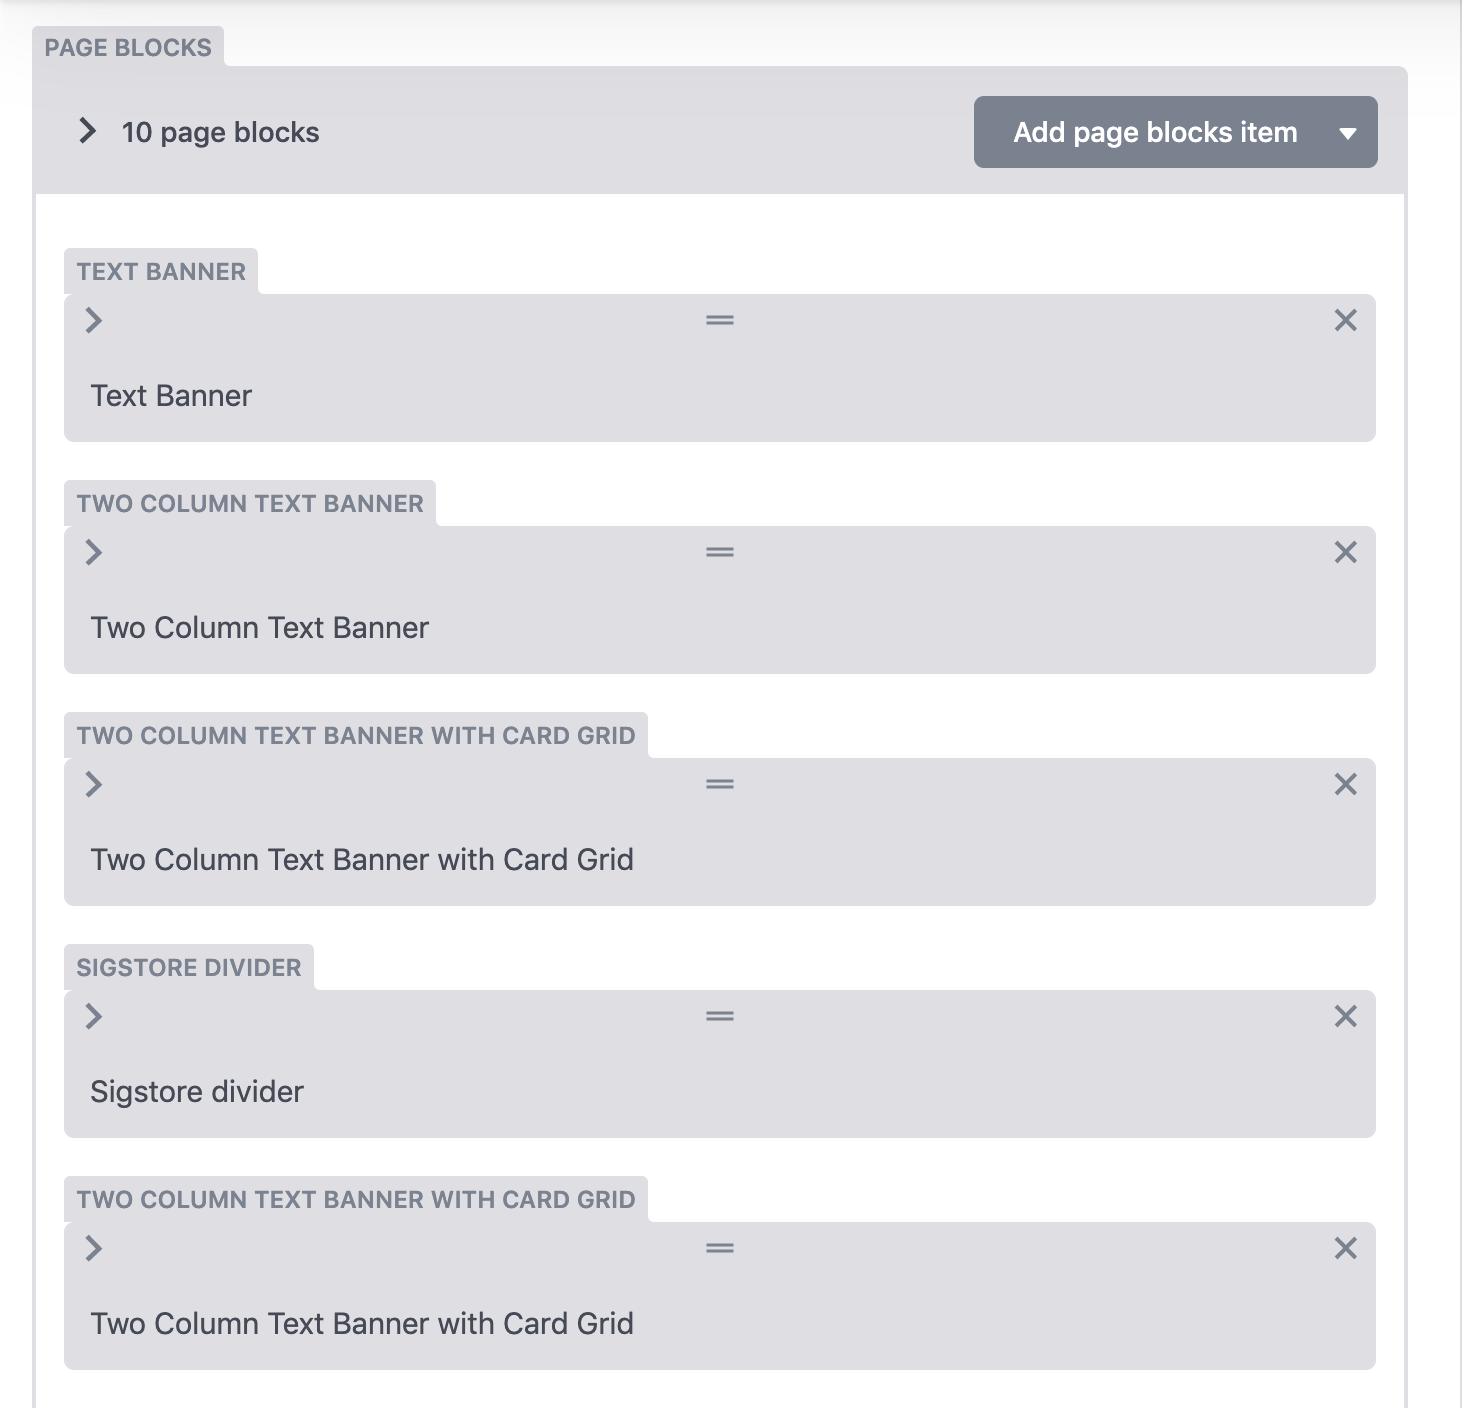 PAGE BLOCKS
10 page blocks
Add page blocks item
TEXT BANNER
Text Banner
TWO COLUMN TEXT BANNER
Two Column Text Banner
TWO COLUMN TEXT BANNER WITH CARD GRID
Two Column Text Banner with Card Grid
SIGSTORE DIVIDER
Sigstore divider
TWO COLUMN TEXT BANNER WITH CARD GRID
Two Column Text Banner with Card Grid